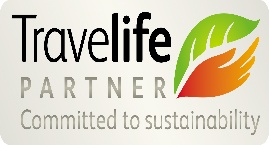 Travelife
PARTNER
Committed to sustainability